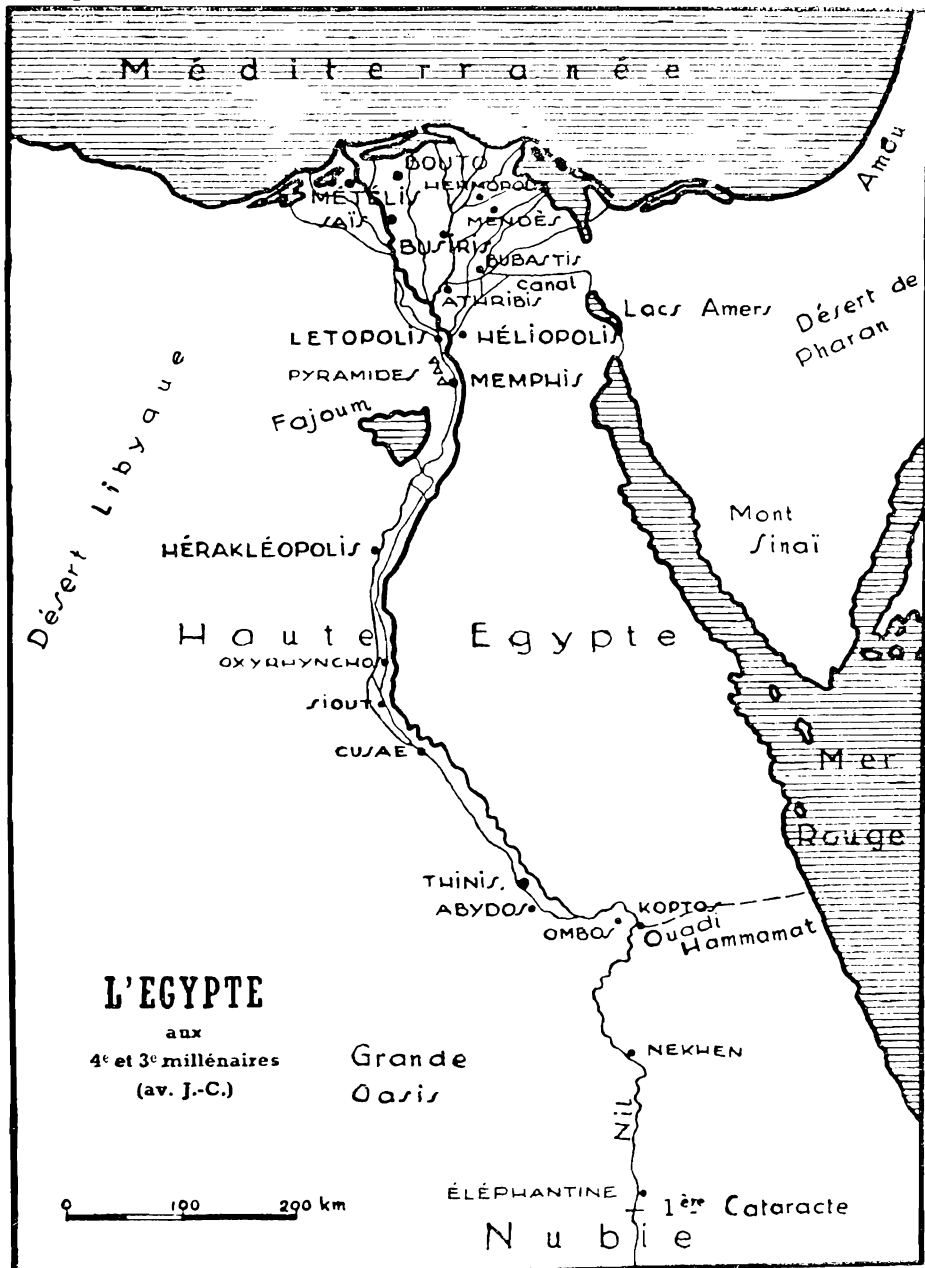 Méditerranée
Amou
BOUTO
HERMOPOLIS
MÉTÉLIS
MENDÈS
SAÏS
BUSIRIS
BUBASTIS
Canal
ATHRIBIS
Lacs Amers
Désert de
Pharan
LETOPOLIS
HÉLIOPOLIS
PYRAMIDES
MEMPHIS
Fajoum
Désert Libyque
Mont
Sinaï
HÉRAKLÉOPOLIS
Haute Egypte
OXYRHYNCHO
SIOUT
CUSAE
Mer
Rouge
THINIS.
ABYDOS
KOPTOS
OMBOS
Ouadi
Hammamat
L'EGYPTE
aux
4e et 3e millénaires
(av. J.-C.)
Grande
Oasis
NEKHEN
Nil
ÉLÉPHANTINE
1ère Cataracte
0 100 200 km
Nubie